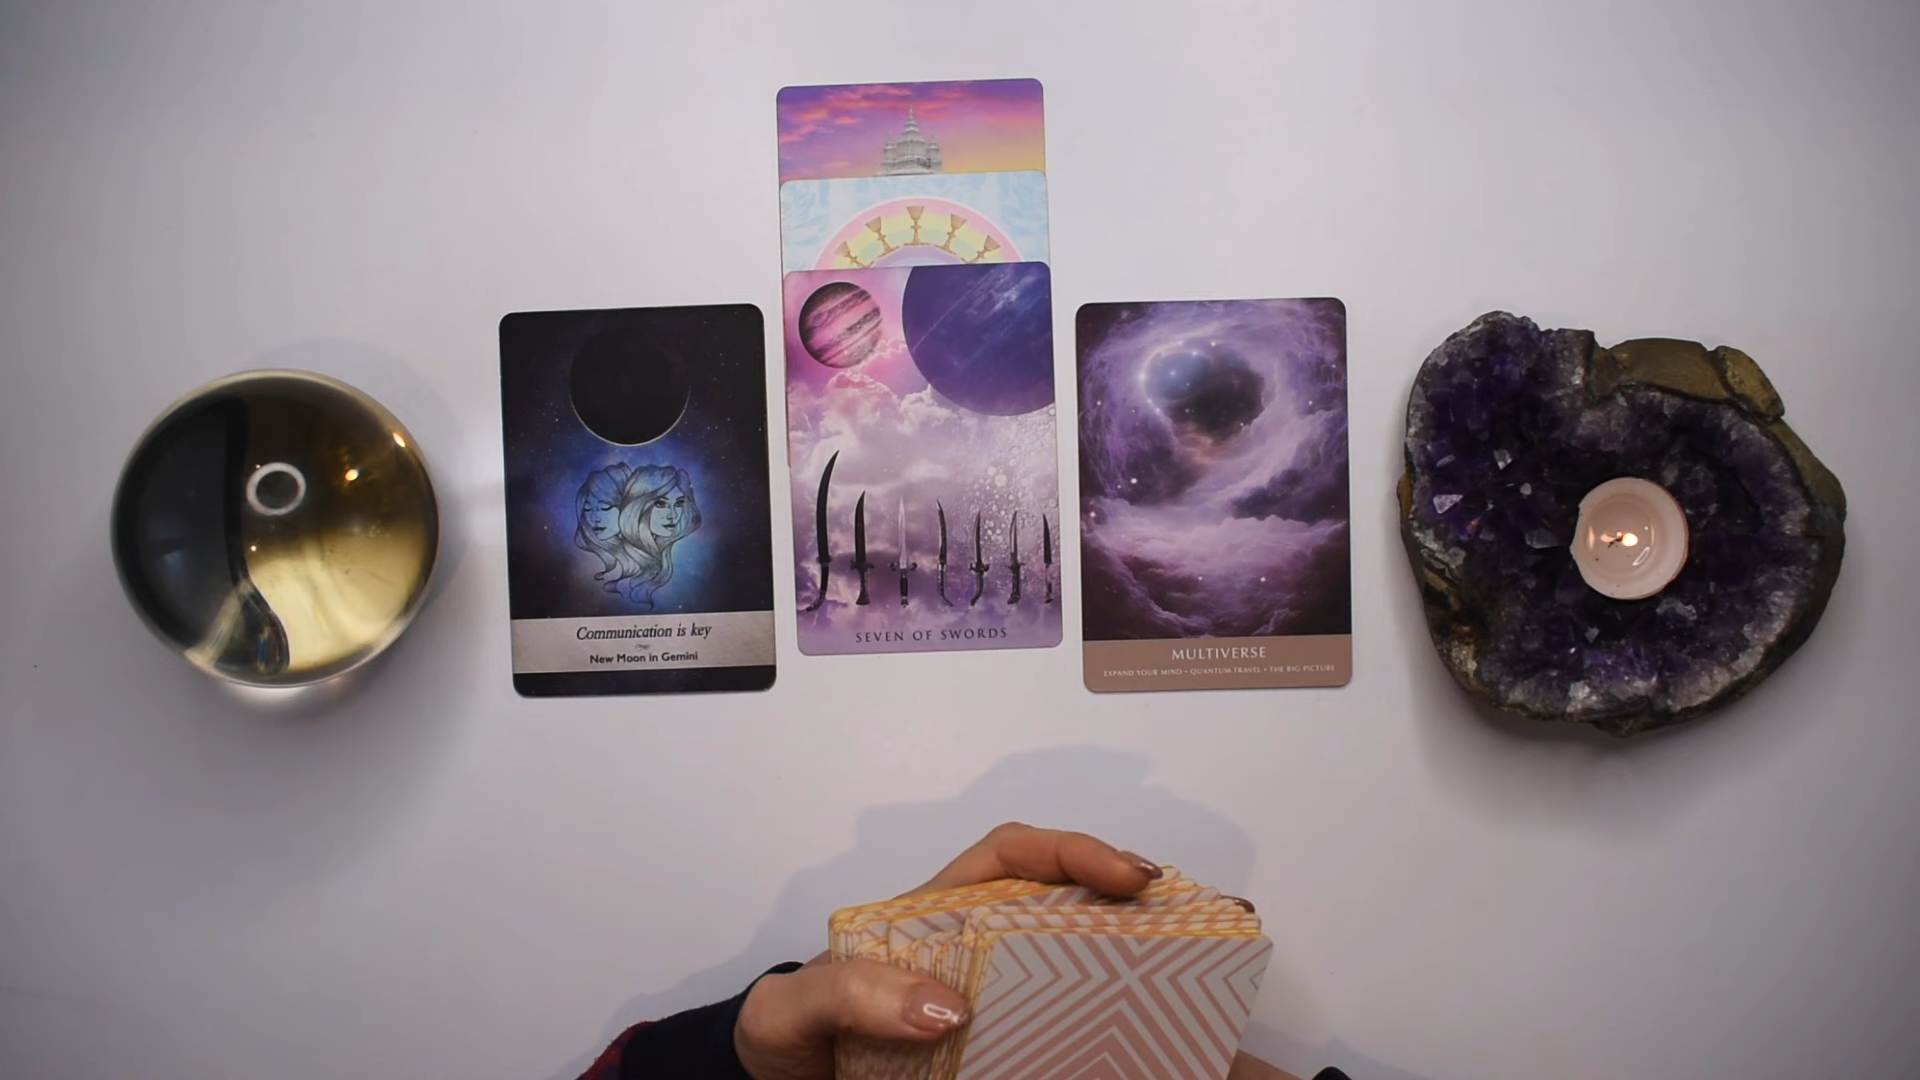 Communication is key
New Moon in Gemini
SEVEN OF SWORDS
MULTIVERSE
EXPAND YOUR MIND • QUANTUM TRAVEL • THE BIG PICTURE